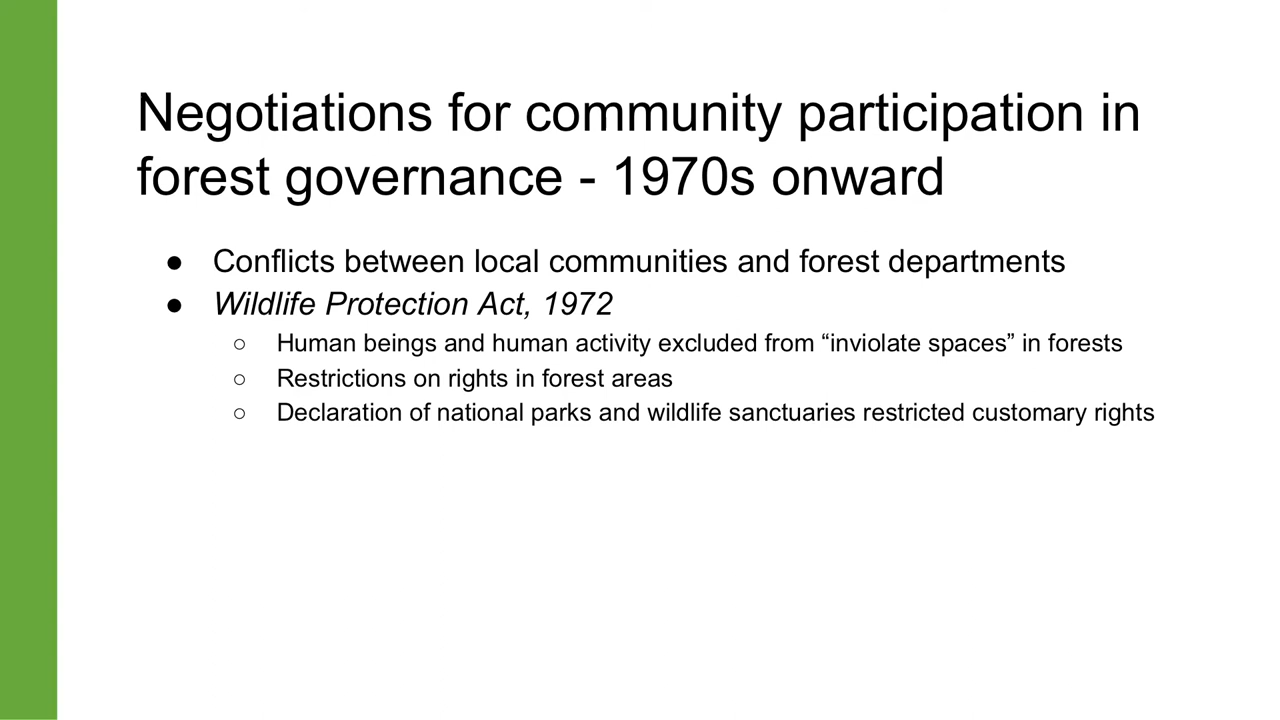 Negotiations for community participation in
forest governance - 1970s onward
● Conflicts between local communities and forest departments
● Wildlife Protection Act, 1972
○ Human beings and human activity excluded from “inviolate spaces” in forests
○ Restrictions on rights in forest areas
○ Declaration of national parks and wildlife sanctuaries restricted customary rights